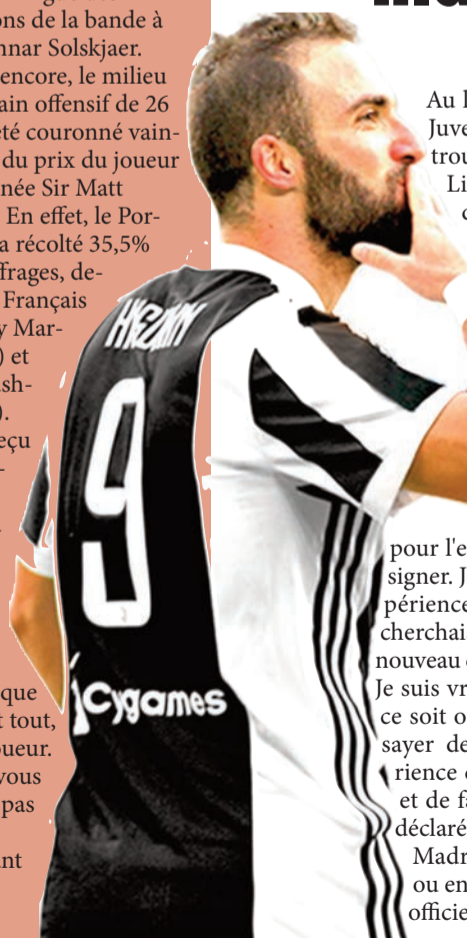 ons de la bande à
nnar Solskjaer.
encore, le milieu
ain offensif de 26
été couronné vain-
du prix du joueur
née Sir Matt
En effet, le Por-
a récolté 35,5%
ffrages, de-
Français
y Mar-
) et
sh-
).
eçu
-
que
t tout,
oueur.
vous
pas
nt
9
Cygames
Au l
Juve
trou
Li
pour l'e
signer. J
périence
cherchais
nouveau
Je suis vr
ce soit o
sayer de
rience
et de fa
déclaré
Madr
ou en
officie